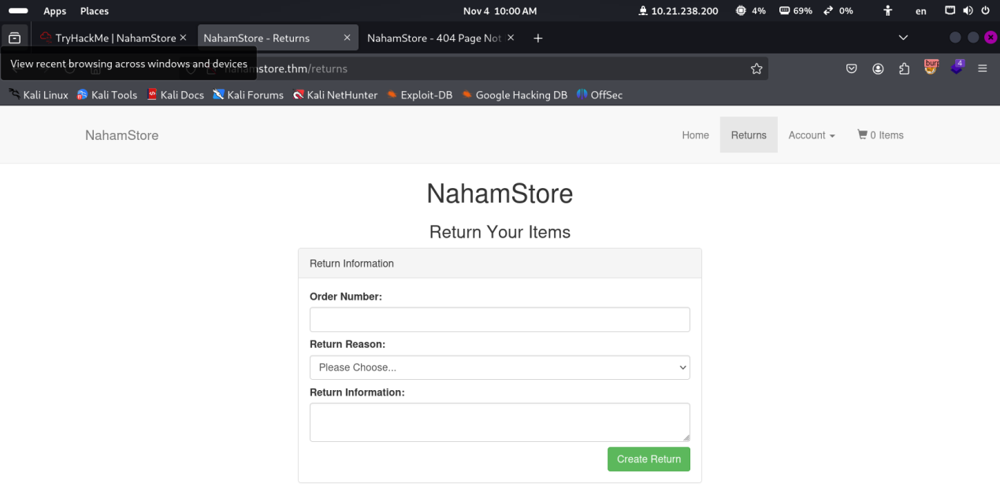 Apps Places Nov 4 10:00 AM 10.21.238.200 4% 69% 0% en
TryHackMe | NahamStore × NahamStore - Returns × NahamStore - 404 Page Not ×
View recent browsing across windows and devices
nahamstore.thm/returns burp 4
Kali Linux Kali Tools Kali Docs Kali Forums Kali NetHunter Exploit-DB Google Hacking DB OffSec
NahamStore Home Returns Account 0 Items
NahamStore
Return Your Items
Return Information
Order Number:
Return Reason:
Please Choose...
Return Information:
Create Return